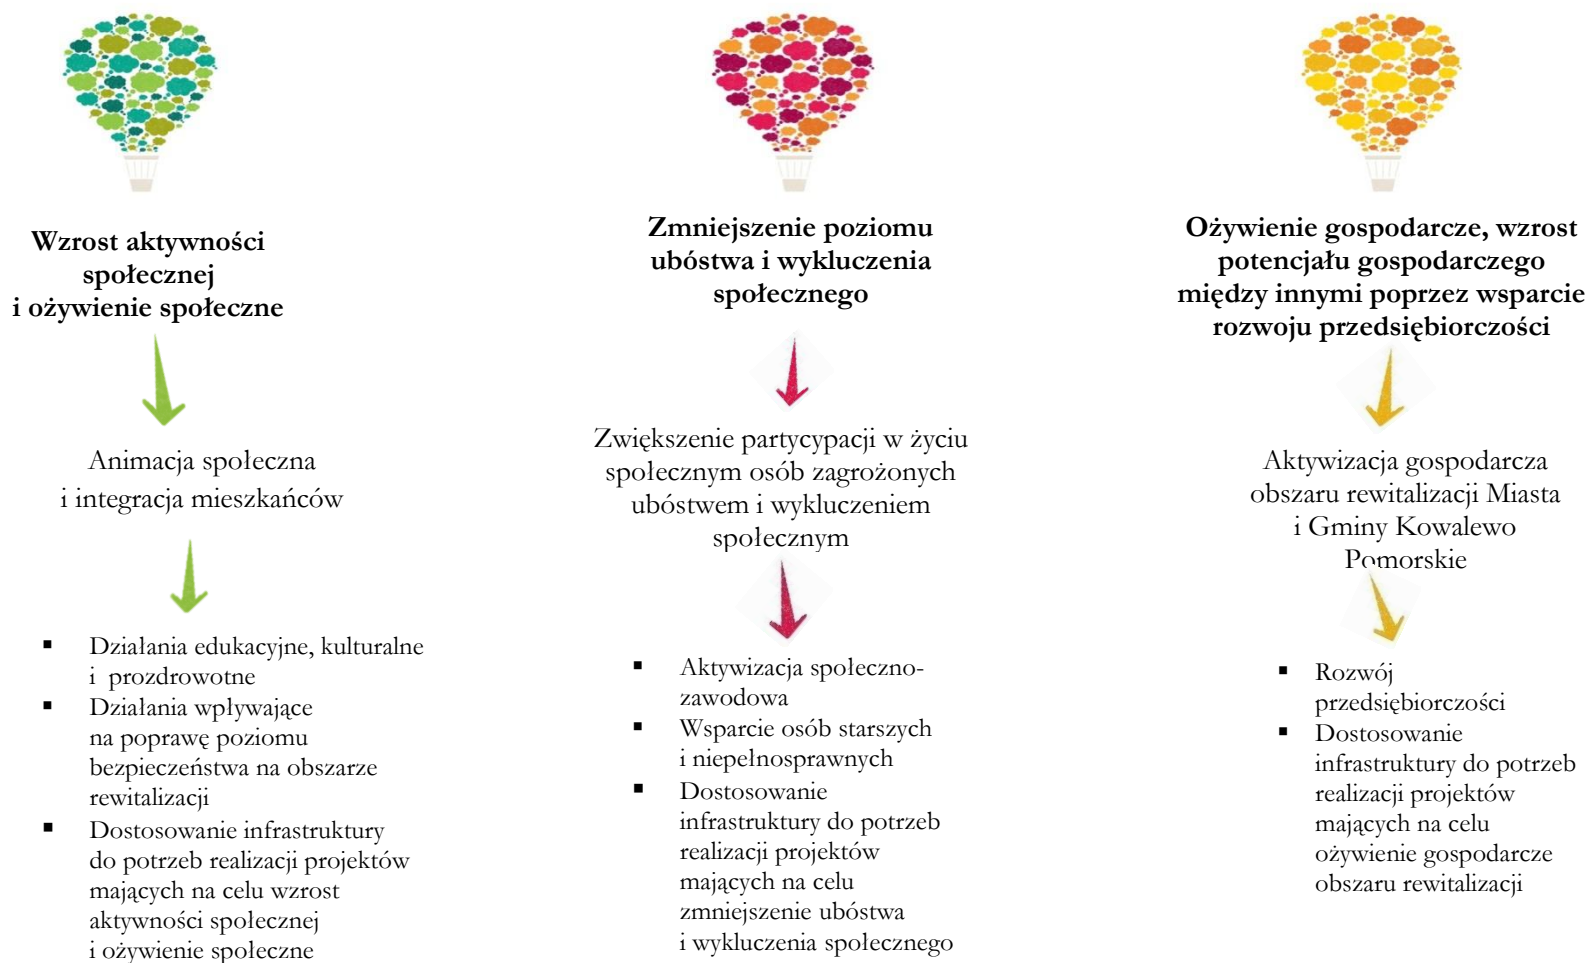 Wzrost aktywności
społecznej
i ożywienie społeczne
Animacja społeczna
i integracja mieszkańców
▪ Działania edukacyjne, kulturalne
i prozdrowotne
▪ Działania wpływające
na poprawę poziomu
bezpieczeństwa na obszarze
rewitalizacji
▪ Dostosowanie infrastruktury
do potrzeb realizacji projektów
mających na celu wzrost
aktywności społecznej
i ożywienie społeczne
Zmniejszenie poziomu
ubóstwa i wykluczenia
społecznego
Zwiększenie partycypacji w życiu
społecznym osób zagrożonych
ubóstwem i wykluczeniem
społecznym
▪ Aktywizacja społeczno-
zawodowa
▪ Wsparcie osób starszych
i niepełnosprawnych
▪ Dostosowanie
infrastruktury do potrzeb
realizacji projektów
mających na celu
zmniejszenie ubóstwa
i wykluczenia społecznego
Ożywienie gospodarcze, wzrost
potencjału gospodarczego
między innymi poprzez wsparcie
rozwoju przedsiębiorczości
Aktywizacja gospodarcza
obszaru rewitalizacji Miasta
i Gminy Kowalewo
Pomorskie
▪ Rozwój
przedsiębiorczości
▪ Dostosowanie
infrastruktury do potrzeb
realizacji projektów
mających na celu
ożywienie gospodarcze
obszaru rewitalizacji